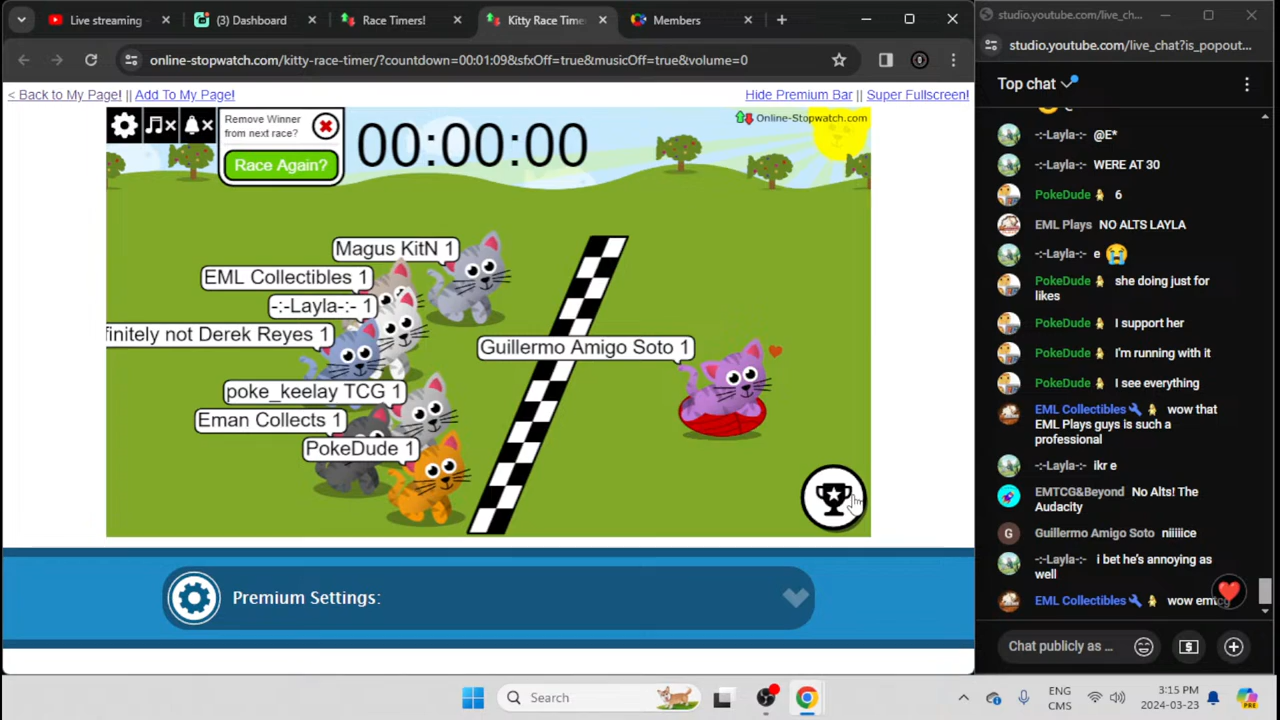 Live streaming
(3) Dashboard
Race Timers!
Kitty Race Time
Members
studio.youtube.com/live_ch...
online-stopwatch.com/kitty-race-timer/?countdown=00:01:09&sfxOff=true&musicOff=true&volume=0
studio.youtube.com/live_chat?is_popout...
< Back to My Page! || Add To My Page!
Hide Premium Bar || Super Fullscreen!
Top chat
Remove Winner
from next race?
Race Again?
00:00:00
Online-Stopwatch.com
Magus KitN 1
EML Collectibles 1
-:-Layla-:- 1
finitely not Derek Reyes 1
Guillermo Amigo Soto 1
poke_keelay TCG 1
Eman Collects 1
PokeDude 1
Premium Settings:
-:-Layla-:- @E*
-:-Layla-:- WERE AT 30
PokeDude 6
EML Plays NO ALTS LAYLA
-:-Layla-:- e 😭
PokeDude she doing just for
likes
PokeDude I support her
PokeDude I'm running with it
PokeDude I see everything
EML Collectibles wow that
EML Plays guys is such a
professional
-:-Layla-:- ikr e
EMTCG&Beyond No Alts! The
Audacity
G Guillermo Amigo Soto niiiice
-:-Layla-:- i bet he's annoying as
well
EML Collectibles wow emtcg
Chat publicly as ...
Search
ENG
CMS
3:15 PM
2024-03-23
PRE